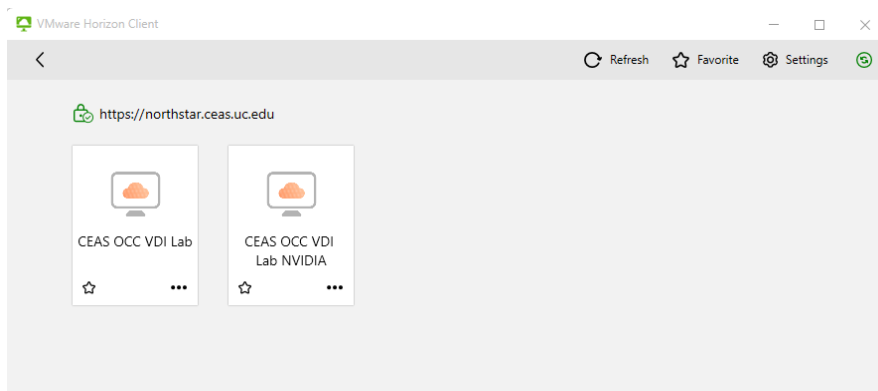 VMware Horizon Client
Refresh Favorite Settings
https://northstar.ceas.uc.edu
CEAS OCC VDI Lab
CEAS OCC VDI
Lab NVIDIA